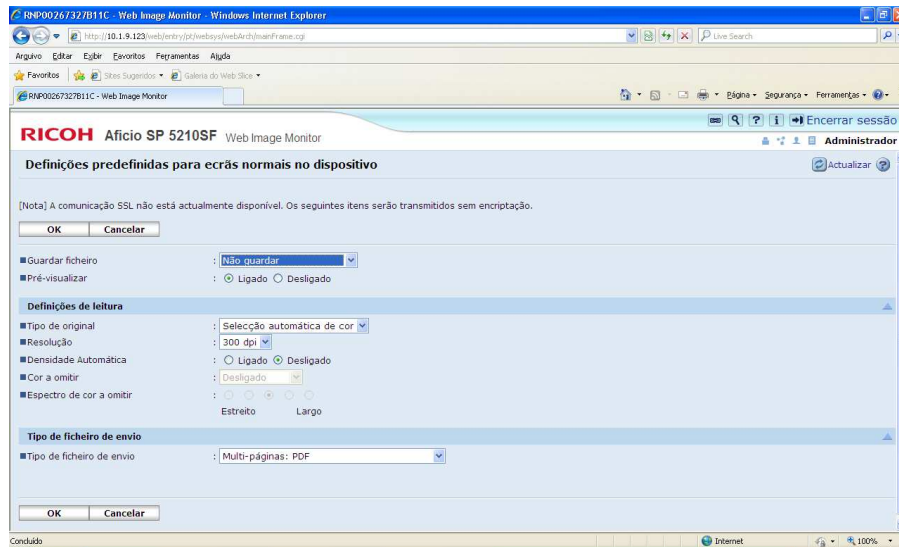 RNP00267327B11C - Web Image Monitor - Windows Internet Explorer
http://10.1.9.123/web/entry/pt/websys/webArch/mainFrame.cgi
Live Search
Arquivo Editar Exibir Favoritos Ferramentas Ajuda
Favoritos Sites Sugeridos Galeria do Web Slice
RNP00267327B11C - Web Image Monitor
Página Segurança Ferramentas
Encerrar sessão
RICOH Aficio SP 5210SF Web Image Monitor
Administrador
Definições predefinidas para ecrãs normais no dispositivo
Actualizar
[Nota] A comunicação SSL não está actualmente disponível. Os seguintes itens serão transmitidos sem encriptação.
OK Cancelar
Guardar ficheiro : Não guardar
Pré-visualizar : Ligado Desligado
Definições de leitura
Tipo de original : Selecção automática de cor
Resolução : 300 dpi
Densidade Automática : Ligado Desligado
Cor a omitir : Desligado
Espectro de cor a omitir :
Estreito Largo
Tipo de ficheiro de envio
Tipo de ficheiro de envio : Multi-páginas: PDF
OK Cancelar
Concluído Internet 100%